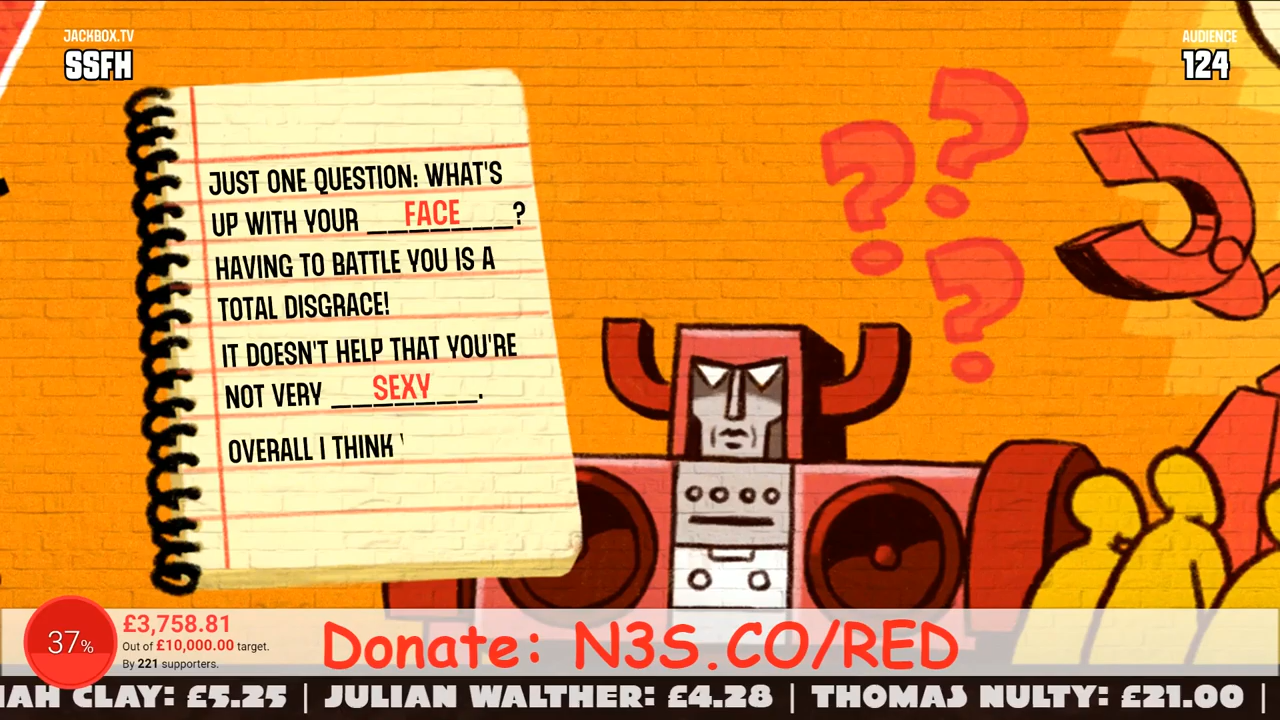 JACKBOX.TV
SSFH
AUDIENCE
124
JUST ONE QUESTION: WHAT'S
UP WITH YOUR _______?
FACE
HAVING TO BATTLE YOU IS A
TOTAL DISGRACE!
IT DOESN'T HELP THAT YOU'RE
NOT VERY _______.
SEXY
OVERALL I THINK '
37%
£3,758.81
Out of £10,000.00 target.
By 221 supporters.
Donate: N3S.CO/RED
CLAY: £5.25 | JULIAN WALTHER: £4.28 | THOMAS NULTY: £21.00 |